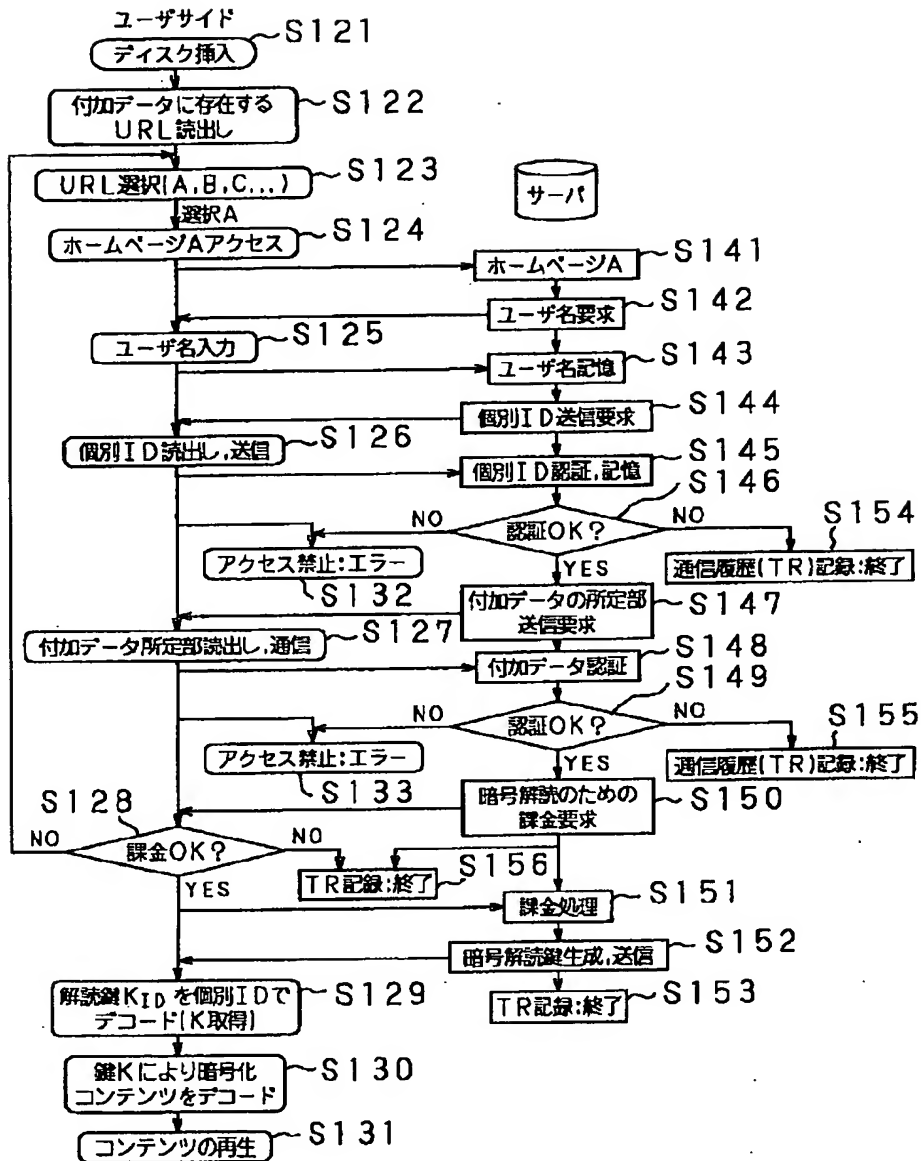 ユーザサイド
S121
ディスク挿入
付加データに存在する
URL読出し
S122
URL選択(A,B,C...)
S123
選択A
サーバ
ホームページAアクセス
S124
ホームページA
S141
ユーザ名要求
S142
ユーザ名入力
S125
ユーザ名記憶
S143
個別ID送信要求
S144
個別ID読出し,送信
S126
個別ID認証,記憶
S145
S146
NO
認証OK?
NO
S154
アクセス禁止:エラー
YES
通信履歴(TR)記録:終了
S132
付加データの所定部
送信要求
S147
S127
付加データ所定部読出し,通信
付加データ認証
S148
S149
NO
認証OK?
NO
S155
アクセス禁止:エラー
YES
通信履歴(TR)記録:終了
S133
暗号解読のための
課金要求
S150
S128
NO
課金OK?
NO
S156
YES
TR記録:終了
課金処理
S151
暗号解読鍵生成,送信
S152
解読鍵KIDを個別IDで
デコード(K取得)
S129
TR記録:終了
S153
鍵Kにより暗号化
コンテンツをデコード
S130
コンテンツの再生
S131